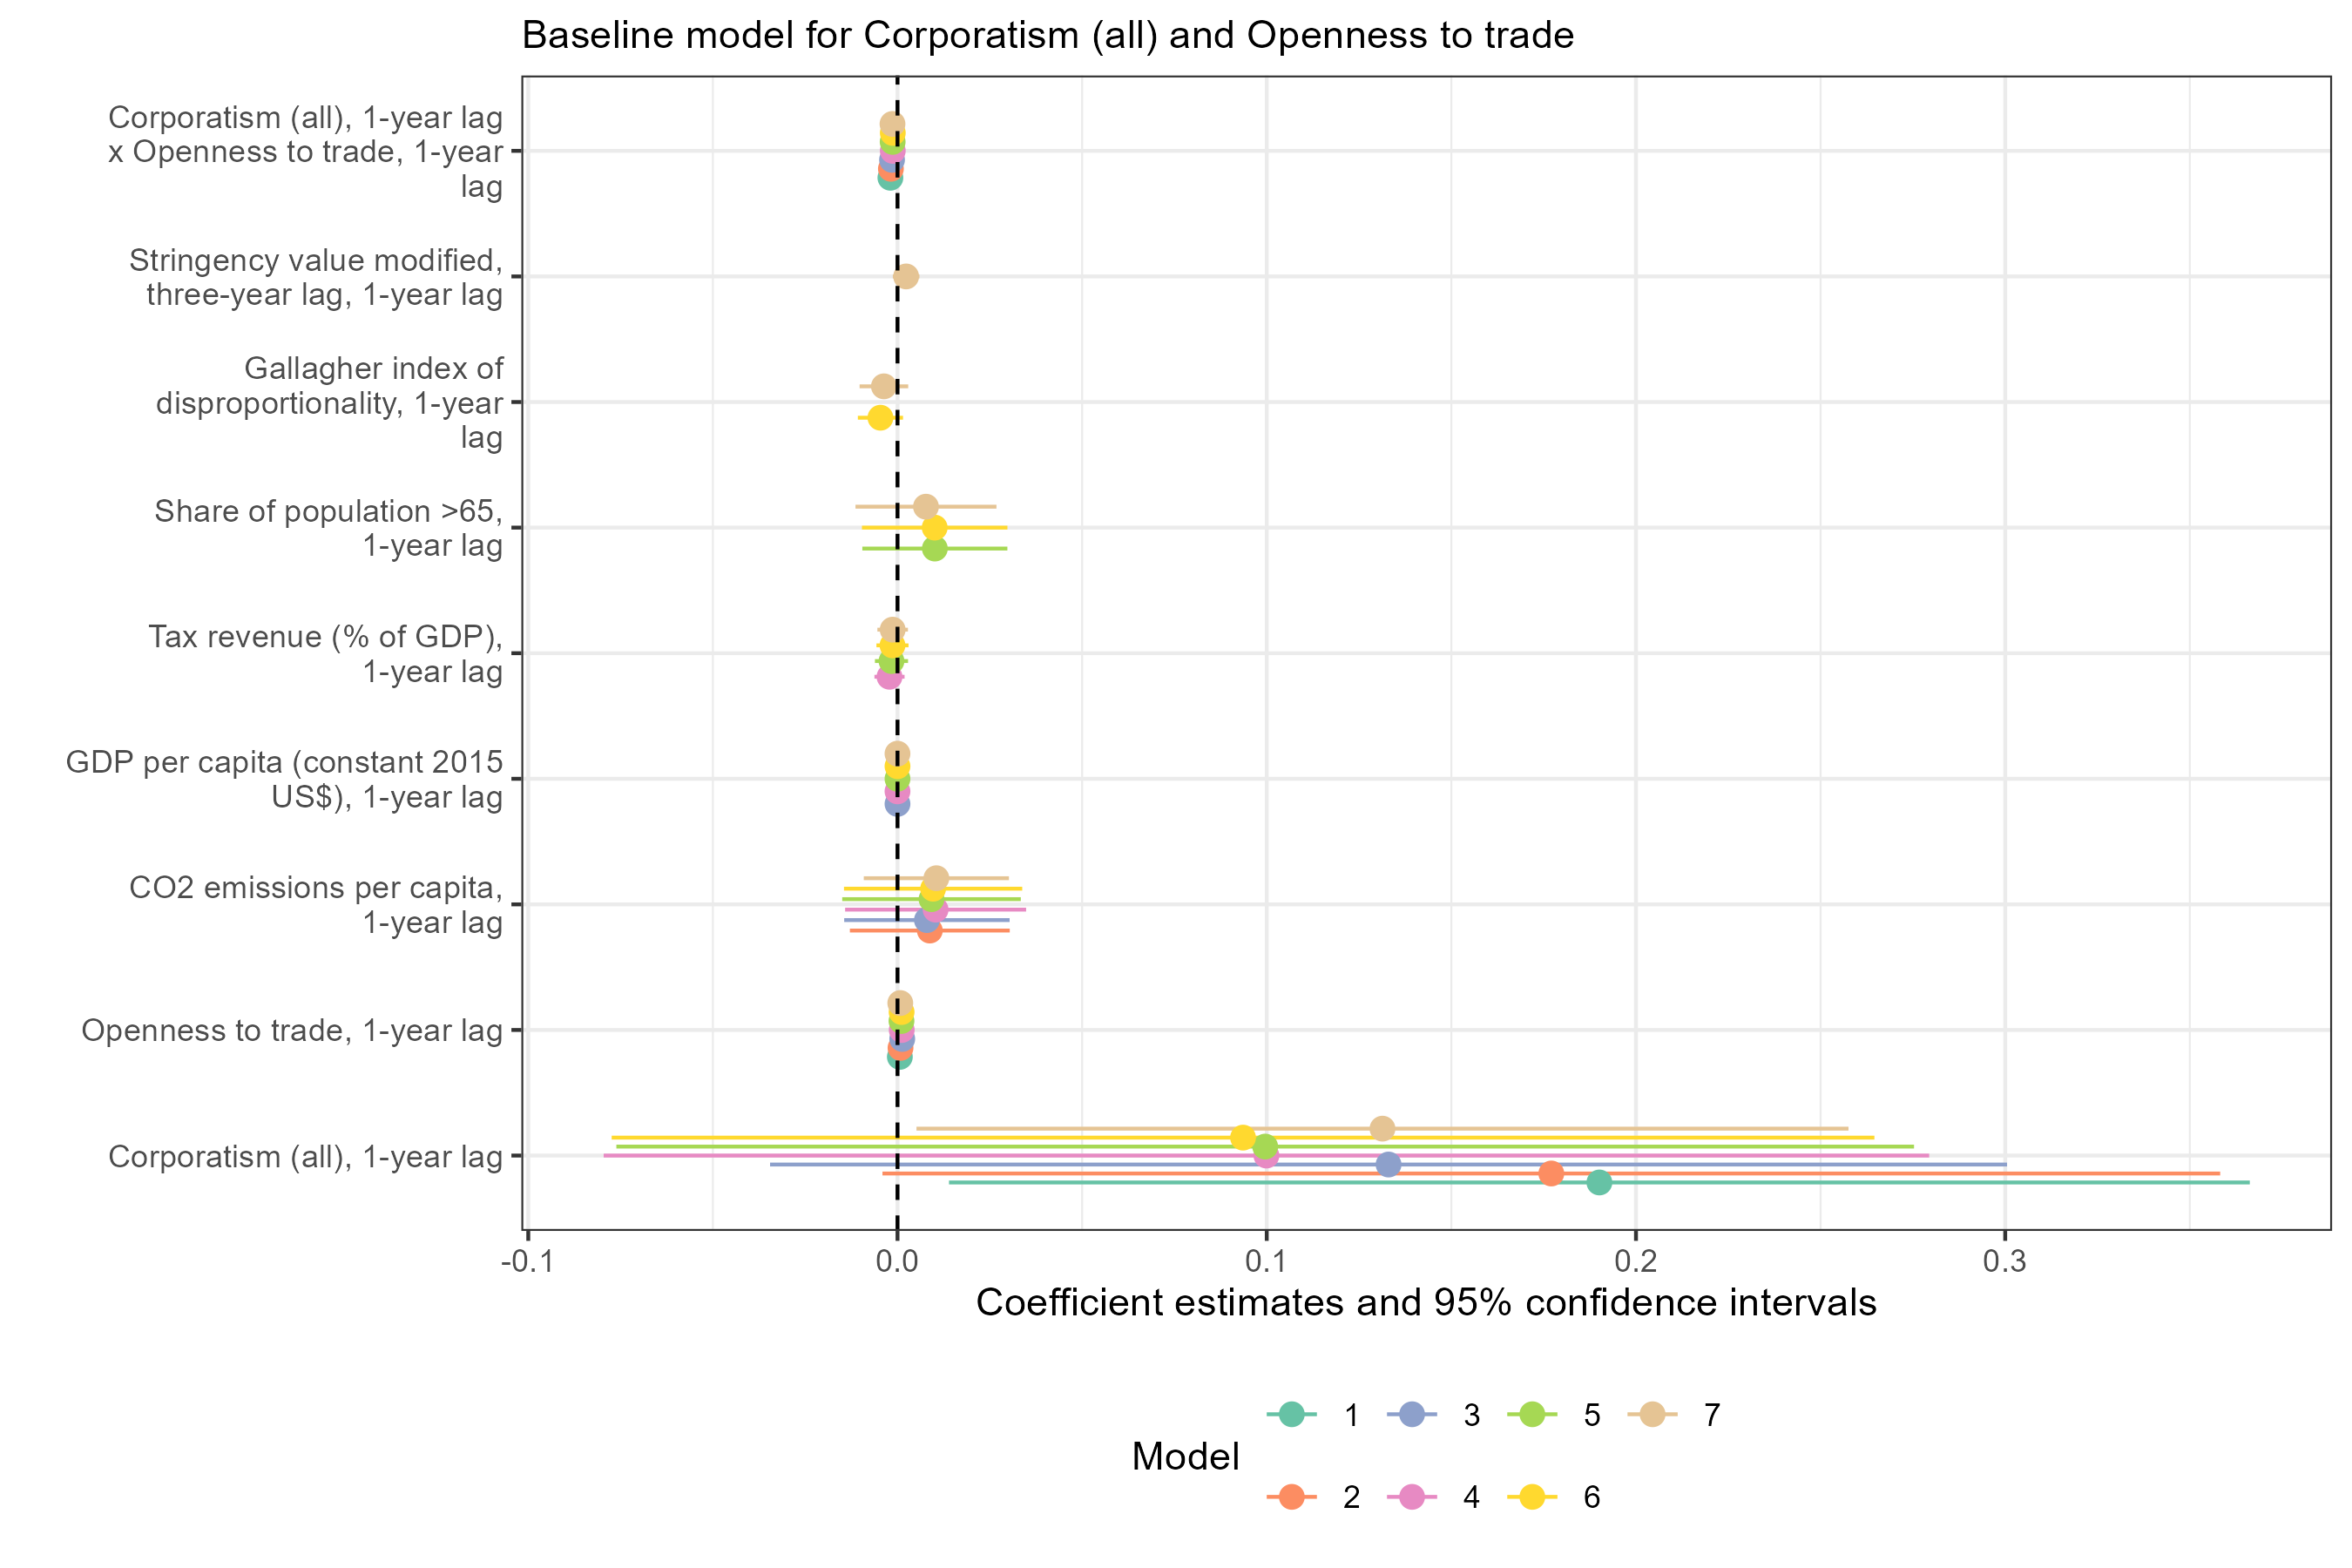 Baseline model for Corporatism (all) and Openness to trade
Corporatism (all), 1-year lag
x Openness to trade, 1-year
lag
Stringency value modified,
three-year lag, 1-year lag
Gallagher index of
disproportionality, 1-year
lag
Share of population >65,
1-year lag
Tax revenue (% of GDP),
1-year lag
GDP per capita (constant 2015
US$), 1-year lag
CO2 emissions per capita,
1-year lag
Openness to trade, 1-year lag
Corporatism (all), 1-year lag
-0.1 0.0 0.1 0.2 0.3
Coefficient estimates and 95% confidence intervals
Model
1 3 5 7
2 4 6